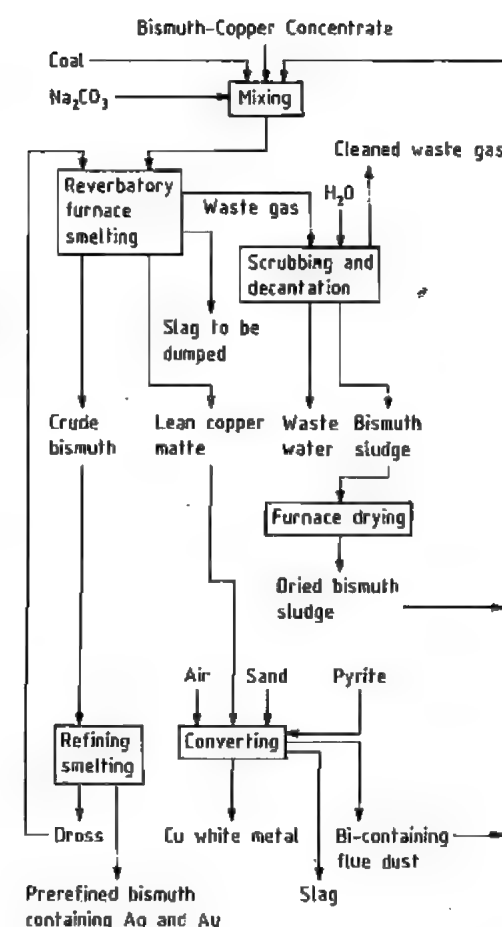 Bismuth-Copper Concentrate
Coal
Na₂CO₃
Mixing
Cleaned waste gas
Reverbatory
furnace
smelting
Waste gas
H₂O
Scrubbing and
decantation
Slag to be
dumped
Crude
bismuth
Lean copper
matte
Waste
water
Bismuth
sludge
Furnace drying
Dried bismuth
sludge
Air
Sand
Pyrite
Refining
smelting
Converting
Dross
Cu white metal
Bi-containing
flue dust
Slag
Prerefined bismuth
containing Ag and Au